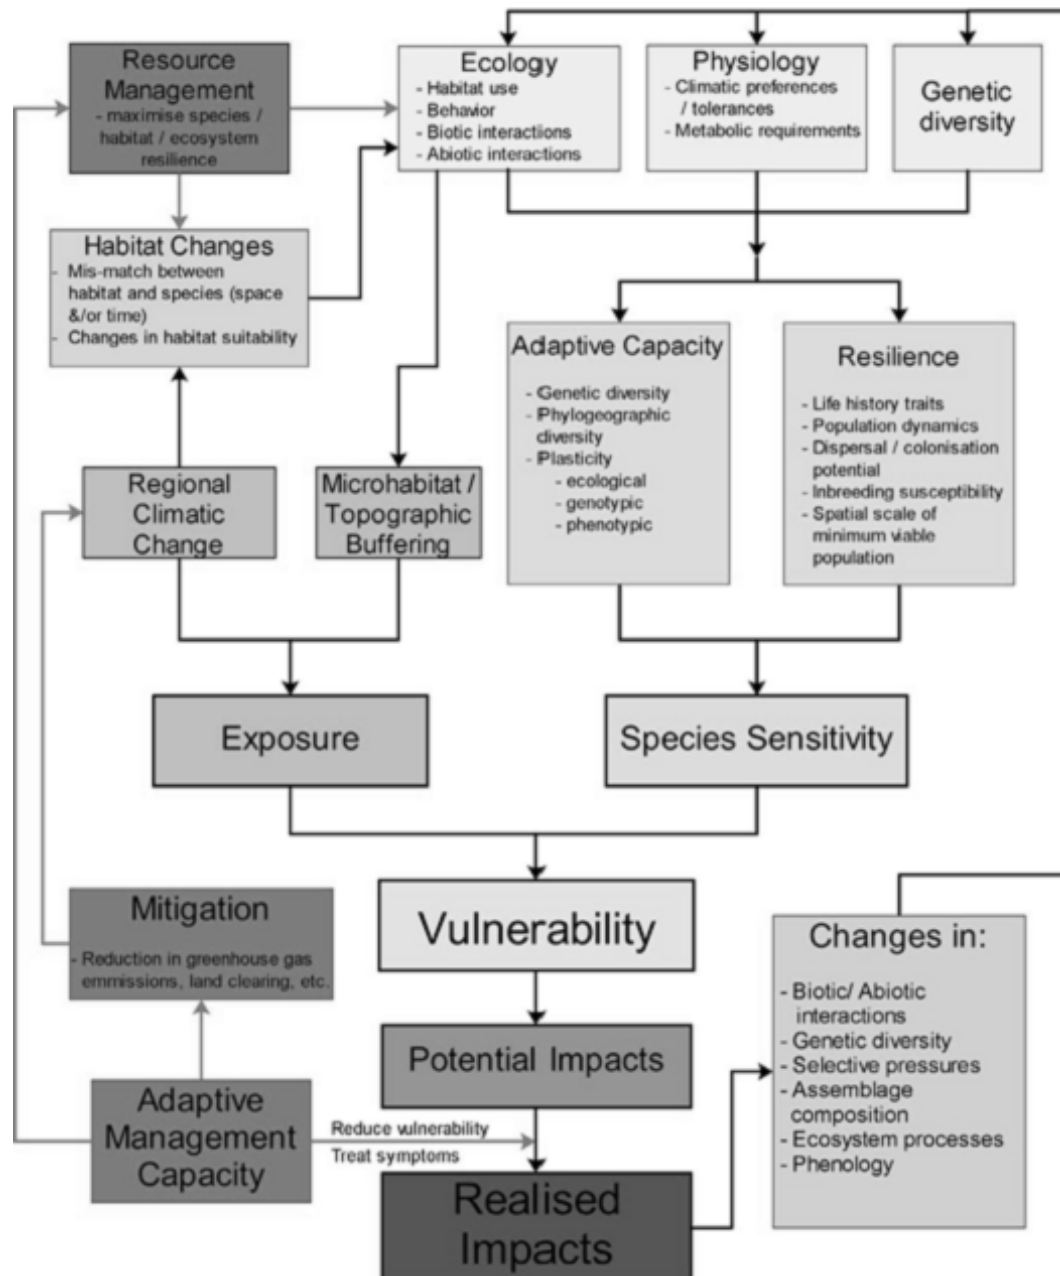 Resource
Management
- maximise species /
habitat / ecosystem
resilience
Ecology
- Habitat use
- Behavior
- Biotic interactions
- Abiotic interactions
Physiology
- Climatic preferences
/ tolerances
- Metabolic requirements
Genetic
diversity
Habitat Changes
- Mis-match between
habitat and species (space
&/or time)
- Changes in habitat suitability
Adaptive Capacity
- Genetic diversity
- Phylogeographic
diversity
- Plasticity
- ecological
- genotypic
- phenotypic
Resilience
- Life history traits
- Population dynamics
- Dispersal / colonisation
potential
- Inbreeding susceptibility
- Spatial scale of
minimum viable
population
Regional
Climatic
Change
Microhabitat /
Topographic
Buffering
Exposure
Species Sensitivity
Mitigation
- Reduction in greenhouse gas
emmissions, land clearing, etc.
Vulnerability
Changes in:
- Biotic/ Abiotic
interactions
- Genetic diversity
- Selective pressures
- Assemblage
composition
- Ecosystem processes
- Phenology
Potential Impacts
Adaptive
Management
Capacity
Reduce vulnerability
Treat symptoms
Realised
Impacts